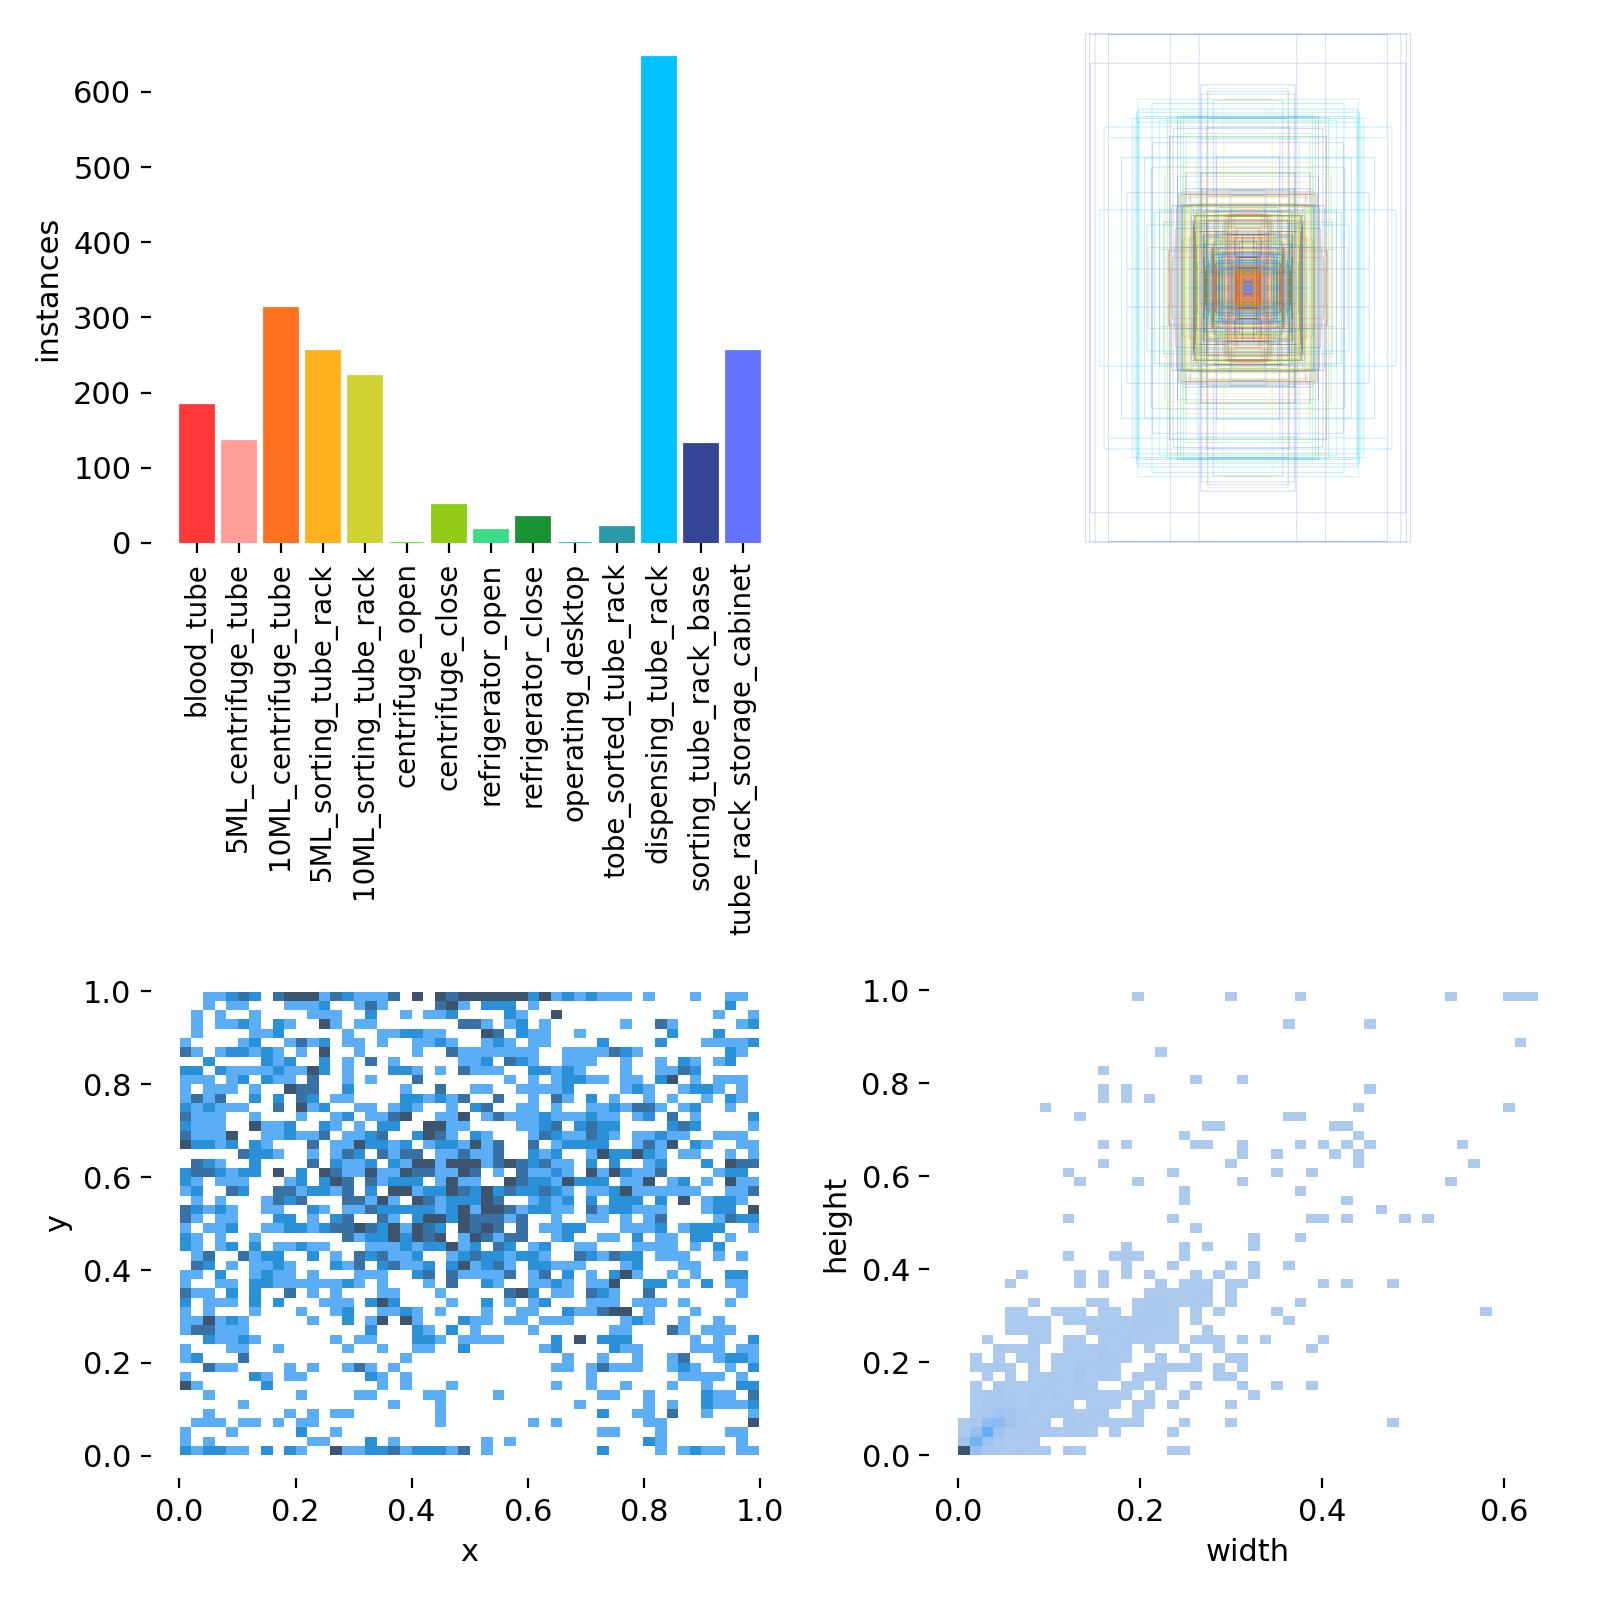 instances
600
500
400
300
200
100
0
blood_tube
5ML_centrifuge_tube
10ML_centrifuge_tube
5ML_sorting_tube_rack
10ML_sorting_tube_rack
centrifuge_open
centrifuge_close
refrigerator_open
refrigerator_close
operating_desktop
tobe_sorted_tube_rack
dispensing_tube_rack
sorting_tube_rack_base
tube_rack_storage_cabinet
y
1.0
0.8
0.6
0.4
0.2
0.0
0.0 0.2 0.4 0.6 0.8 1.0
x
height
1.0
0.8
0.6
0.4
0.2
0.0
0.0 0.2 0.4 0.6
width